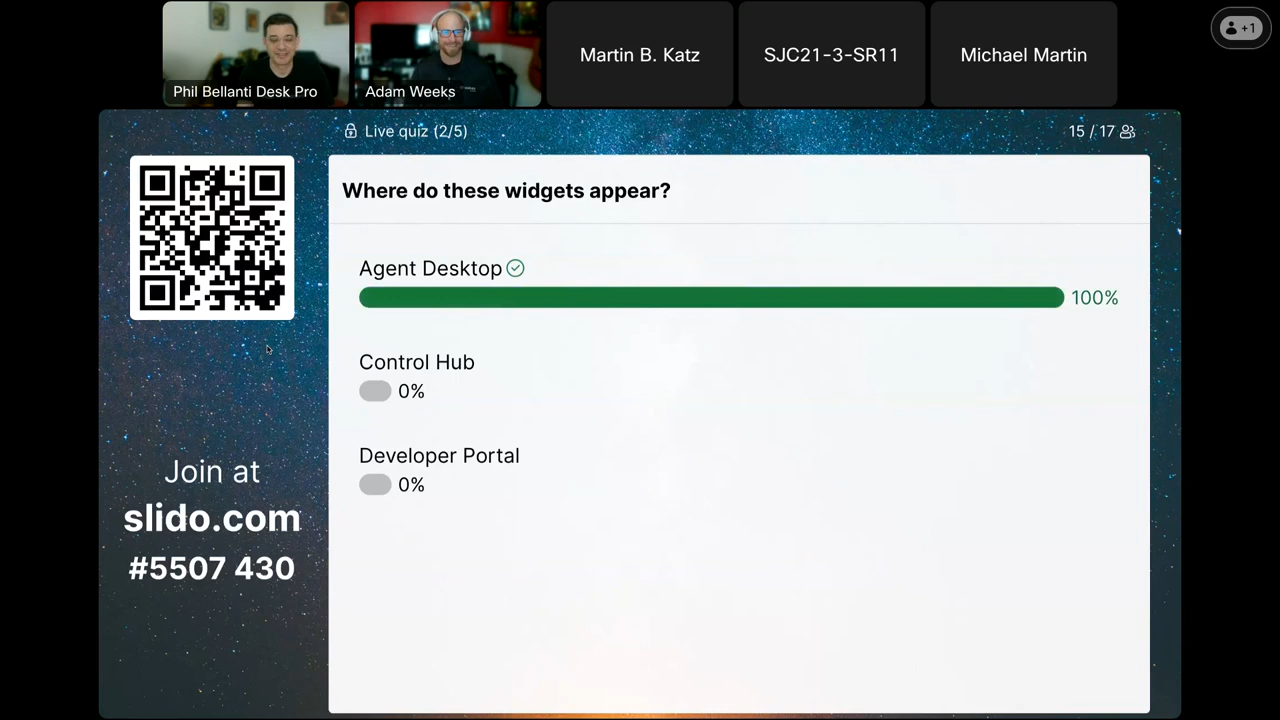 Phil Bellanti Desk Pro
Adam Weeks
Martin B. Katz
SJC21-3-SR11
Michael Martin
+1
Live quiz (2/5)
15 / 17
Where do these widgets appear?
Agent Desktop
100%
Control Hub
0%
Developer Portal
0%
Join at
slido.com
#5507 430